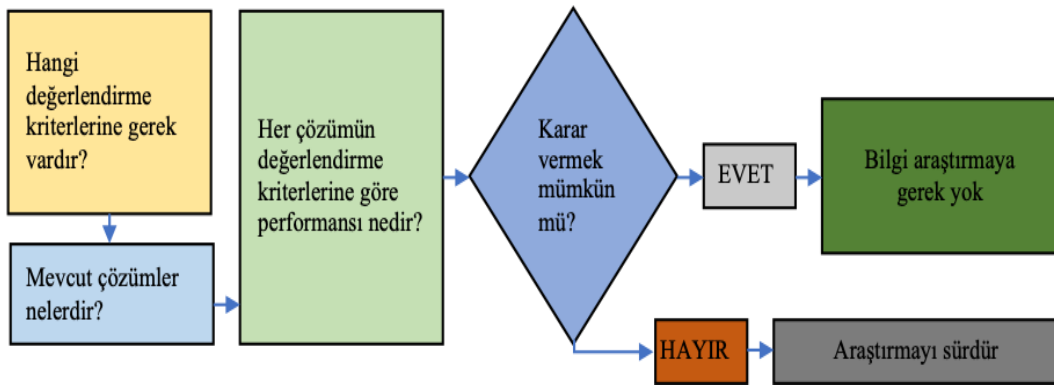 Hangi
değerlendirme
kriterlerine gerek
vardır?
Mevcut çözümler
nelerdir?
Her çözümün
değerlendirme
kriterlerine göre
performansı nedir?
Karar
vermek
mümkün
mü?
EVET
Bilgi araştırmaya
gerek yok
HAYIR
Araştırmayı sürdür